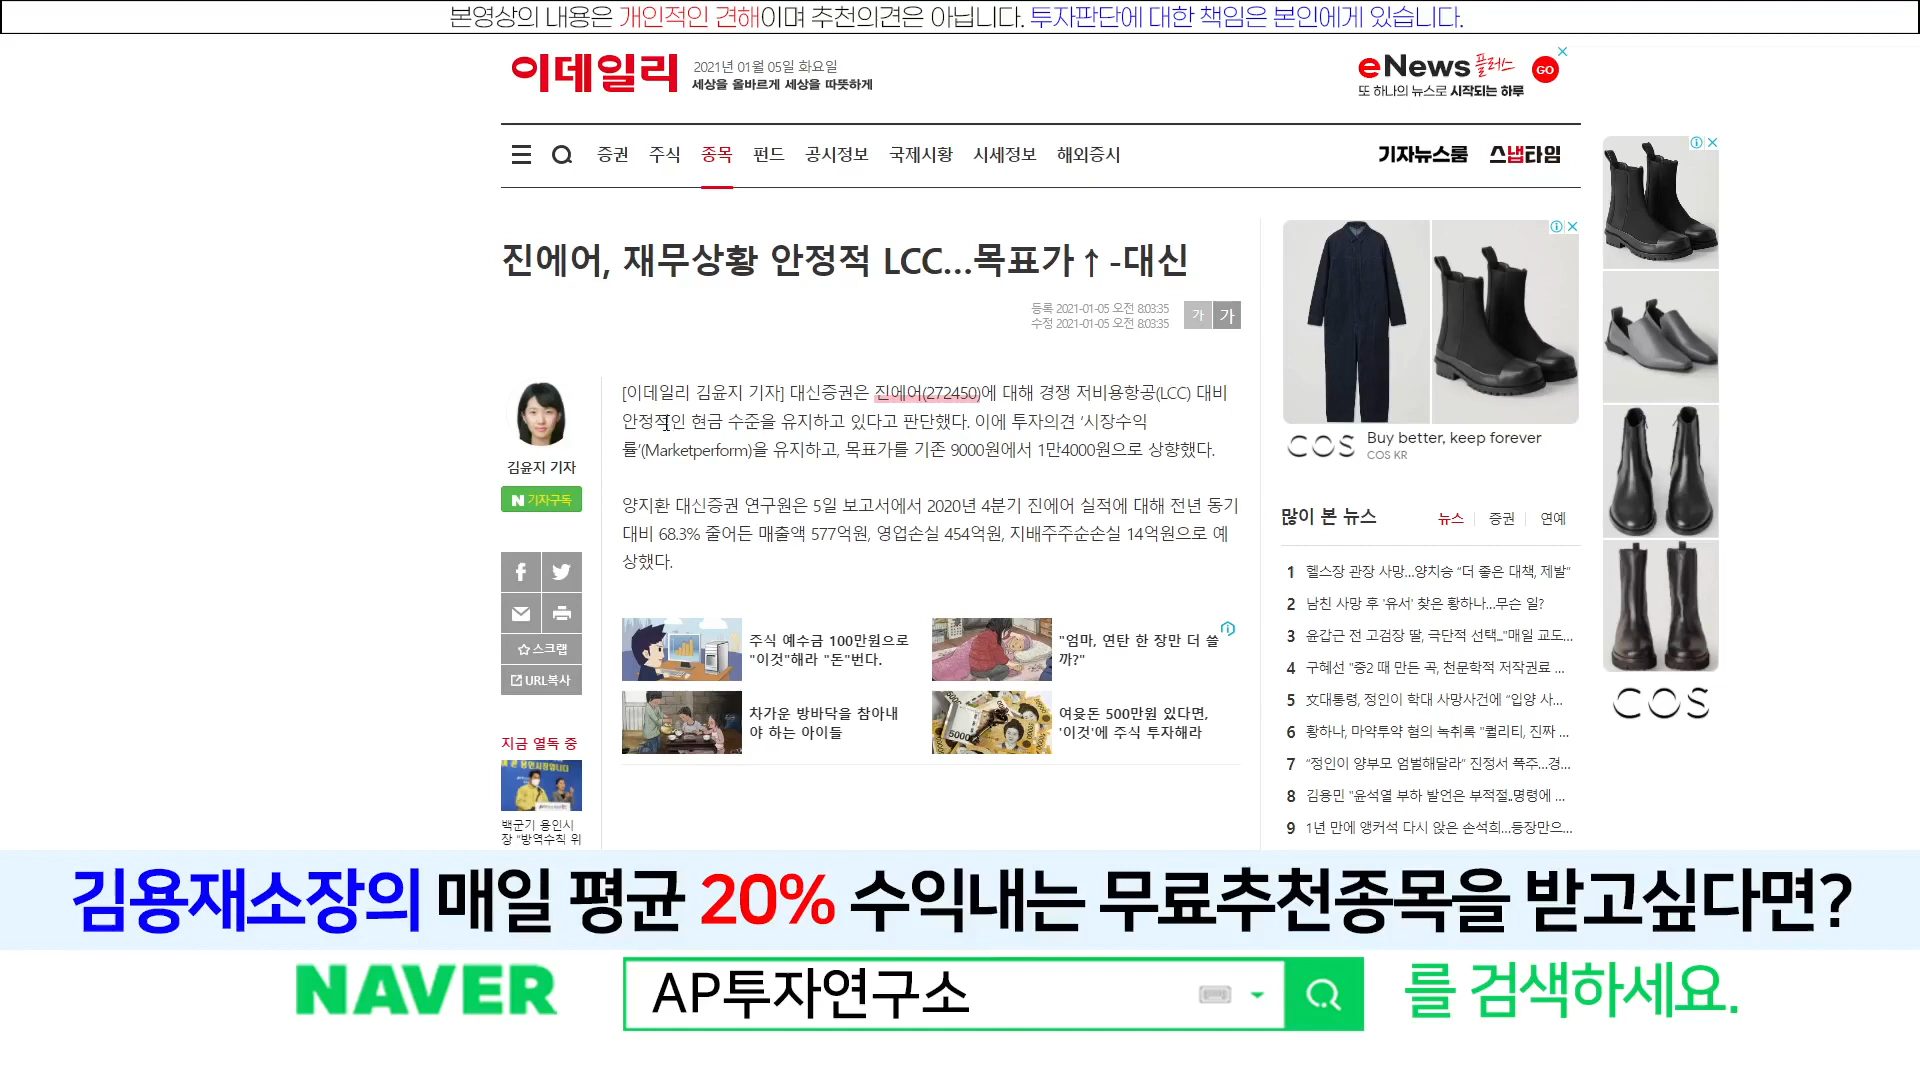 본영상의 내용은 개인적인 견해이며 추천의견은 아닙니다. 투자판단에 대한 책임은 본인에게 있습니다.
이데일리
2021년 01월 05일 화요일
세상을 올바르게 세상을 따뜻하게
eNews 플러스 GO
또 하나의 뉴스로 시작되는 하루
증권 주식 종목 펀드 공시정보 국제시황 시세정보 해외증시
기자뉴스룸 스냅타임
진에어, 재무상황 안정적 LCC...목표가↑-대신
등록 2021-01-05 오전 8:03:35
수정 2021-01-05 오전 8:03:35
가 가
김윤지 기자
N 기자구독
[이데일리 김윤지 기자] 대신증권은 진에어(272450)에 대해 경쟁 저비용항공(LCC) 대비
안정적인 현금 수준을 유지하고 있다고 판단했다. 이에 투자의견 ‘시장수익
률’(Marketperform)을 유지하고, 목표가를 기존 9000원에서 1만4000원으로 상향했다.
양지환 대신증권 연구원은 5일 보고서에서 2020년 4분기 진에어 실적에 대해 전년 동기
대비 68.3% 줄어든 매출액 577억원, 영업손실 454억원, 지배주주순손실 14억원으로 예
상했다.
스크랩
URL복사
주식 예수금 100만원으로
"이것"해라 "돈"번다.
"엄마, 연탄 한 장만 더 쓸
까?"
차가운 방바닥을 참아내
야 하는 아이들
여윳돈 500만원 있다면,
'이것'에 주식 투자해라
지금 열독 중
백군기 용인시
장 “방역수칙 위
COS
Buy better, keep forever
COS KR
많이 본 뉴스
뉴스 증권 연예
1 헬스장 관장 사망...양치승 “더 좋은 대책, 제발”
2 남친 사망 후 '유서' 찾은 황하나...무슨 일?
3 윤갑근 전 고검장 딸, 극단적 선택..."매일 교도...
4 구혜선 "중2 때 만든 곡, 천문학적 저작권료 ...
5 文대통령, 정인이 학대 사망사건에 “입양 사...
6 황하나, 마약투약 혐의 녹취록 "퀄리티, 진짜 ...
7 “정인이 양부모 엄벌해달라” 진정서 폭주...경...
8 김용민 "윤석열 부하 발언은 부적절..명령에 ...
9 1년 만에 앵커석 다시 앉은 손석희...등장만으...
COS
김용재소장의 매일 평균 20% 수익내는 무료추천종목을 받고싶다면?
NAVER AP투자연구소 를 검색하세요.